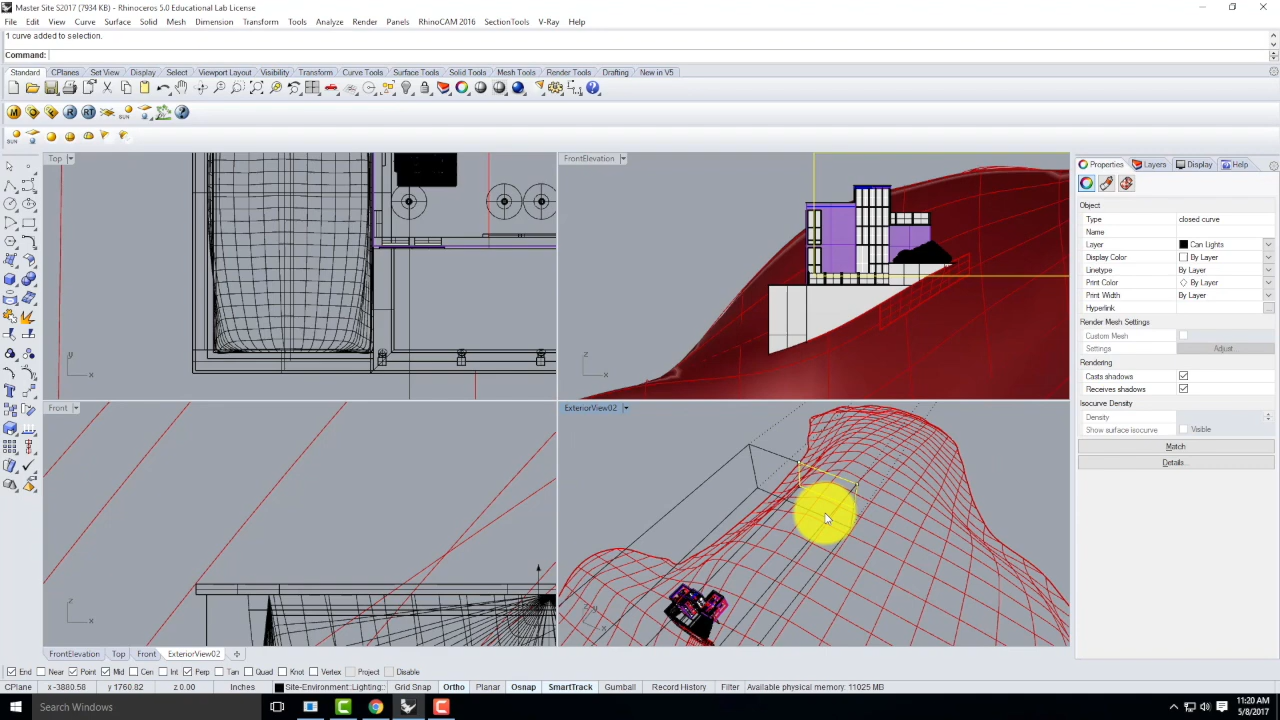 Master Site S2017 (7934 KB) - Rhinoceros 5.0 Educational Lab License
File Edit View Curve Surface Solid Mesh Dimension Transform Tools Analyze Render Panels RhinoCAM 2016 SectionTools V-Ray Help
1 curve added to selection.
Command:
Standard CPlanes Set View Display Select Viewport Layout Visibility Transform Curve Tools Surface Tools Solid Tools Mesh Tools Render Tools Drafting New in V5
M R RT
SUN
SUN
Top
FrontElevation
Properties Layers Display Help
Object
Type closed curve
Name
Layer Can Lights
Display Color By Layer
Linetype By Layer
Print Color By Layer
Print Width By Layer
Hyperlink
Render Mesh Settings
Custom Mesh
Settings Adjust
Rendering
Casts shadows
Receives shadows
Isocurve Density
Density
Show surface isocurve Visible
Match
Details...
y
x
z
x
Front
ExteriorView02
z
x
y
x
FrontElevation Top Front ExteriorView02
End Near Point Mid Cen Int Perp Tan Quad Knot Vertex Project Disable
CPlane x -3880.58 y 1760.82 z 0.00 Inches Site-Environment::Lighting:: Grid Snap Ortho Planar Osnap SmartTrack Gumball Record History Filter Available physical memory: 11025 MB
Search Windows
11:20 AM
5/8/2017